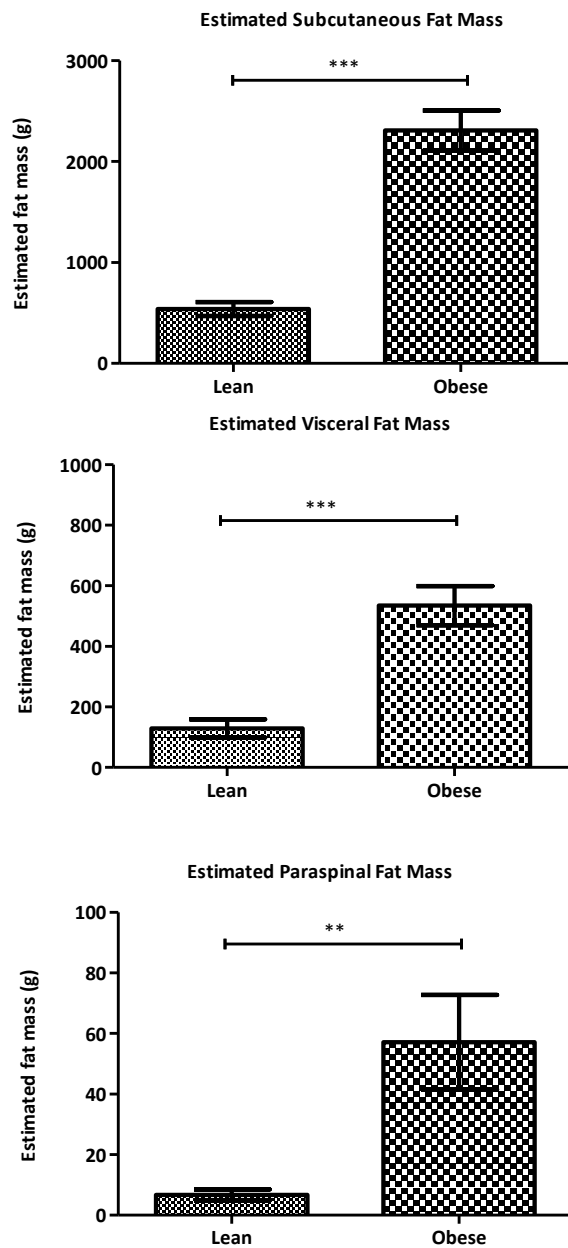 Estimated Subcutaneous Fat Mass
***
3000
2000
1000
0
Estimated fat mass (g)
Lean Obese
Estimated Visceral Fat Mass
***
1000
800
600
400
200
0
Estimated fat mass (g)
Lean Obese
Estimated Paraspinal Fat Mass
**
100
80
60
40
20
0
Estimated fat mass (g)
Lean Obese